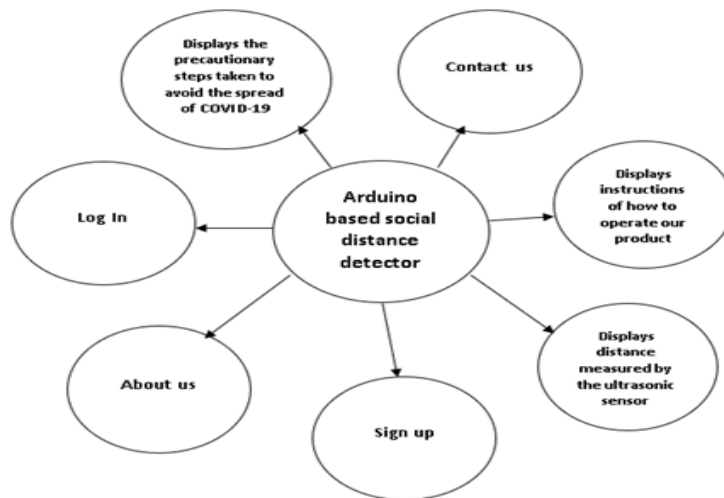 Displays the
precautionary
steps taken to
avoid the spread
of COVID-19
Contact us
Displays
instructions
of how to
operate our
product
Arduino
based social
distance
detector
Log In
Displays
distance
measured by
the ultrasonic
sensor
About us
Sign up